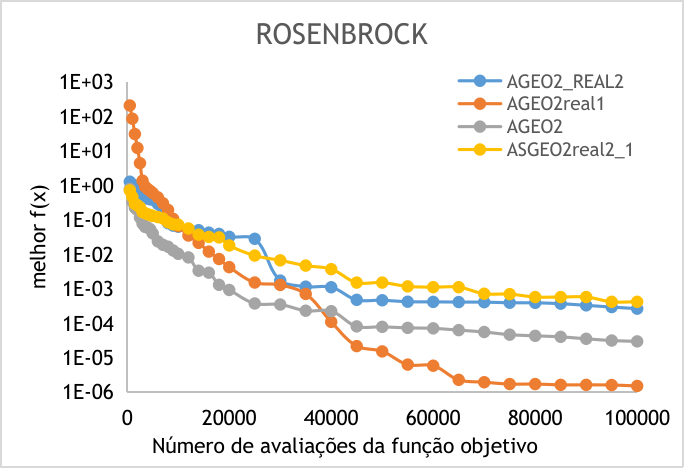 ROSENBROCK
1E+03
1E+02
1E+01
1E+00
1E-01
1E-02
1E-03
1E-04
1E-05
1E-06
melhor f(x)
AGEO2_REAL2
AGEO2real1
AGEO2
ASGEO2real2_1
0 20000 40000 60000 80000 100000
Número de avaliações da função objetivo